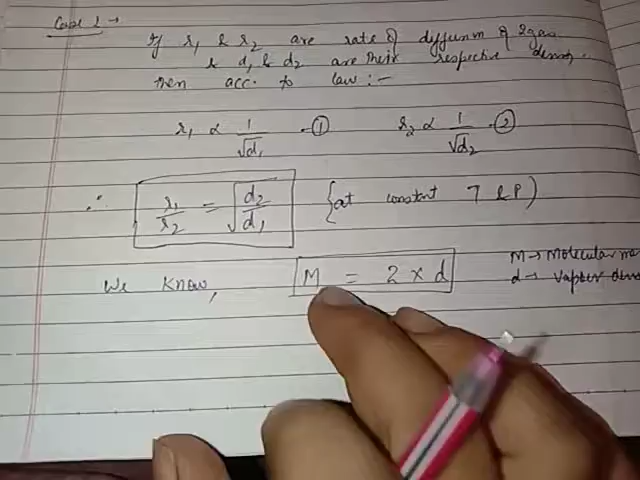 Case 1 →
If r₁ & r₂ are rate of diffusion of 2 gas
& d₁ & d₂ are their respective density
then acc. to law :-
r₁ ∝ 1/√d₁ -① r₂ ∝ 1/√d₂ -②
∴ r₁/r₂ = √(d₂/d₁) {at constant T & P}
We know, M = 2 × d M → Molecular
d → Vapour